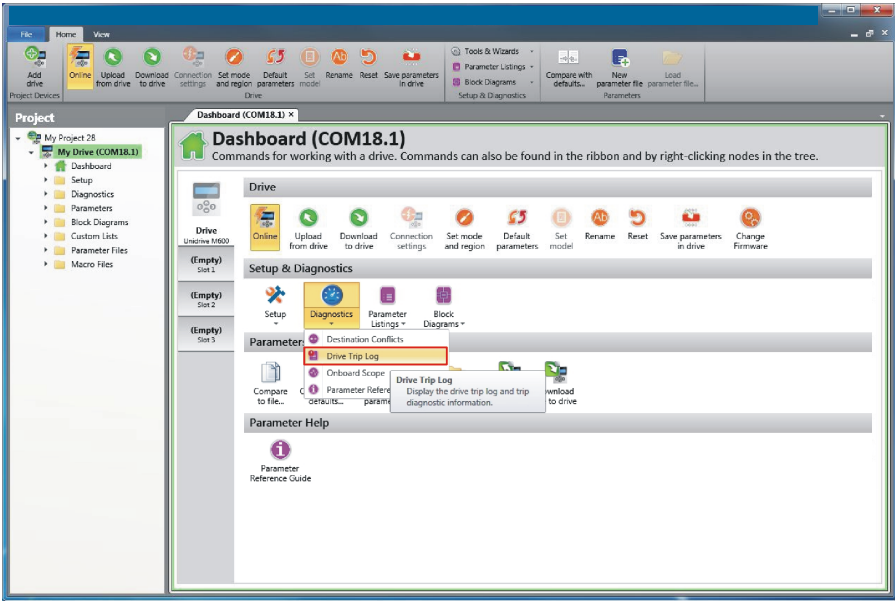 File Home View
Add drive
Online
Upload from drive
Download to drive
Connection settings
Set mode and region
Default parameters
Set model
Rename
Reset
Save parameters in drive
Tools & Wizards
Parameter Listings
Block Diagrams
Compare with defaults...
New parameter file
Load parameter file...
Project Devices
Drive
Setup & Diagnostics
Parameters
Project
My Project 28
My Drive (COM18.1)
Dashboard
Setup
Diagnostics
Parameters
Block Diagrams
Custom Lists
Parameter Files
Macro Files
Dashboard (COM18.1) ×
Dashboard (COM18.1)
Commands for working with a drive. Commands can also be found in the ribbon and by right-clicking nodes in the tree.
Drive
Unidrive M600
(Empty)
Slot 1
(Empty)
Slot 2
(Empty)
Slot 3
Drive
Online
Upload from drive
Download to drive
Connection settings
Set mode and region
Default parameters
Set model
Rename
Reset
Save parameters in drive
Change Firmware
Setup & Diagnostics
Setup
Diagnostics
Parameter Listings
Block Diagrams
Destination Conflicts
Drive Trip Log
Onboard Scope
Parameter Refere
Drive Trip Log
Display the drive trip log and trip
diagnostic information.
Parameter
Compare to file...
defaults...
param
wnload
to drive
Parameter Help
Parameter
Reference Guide